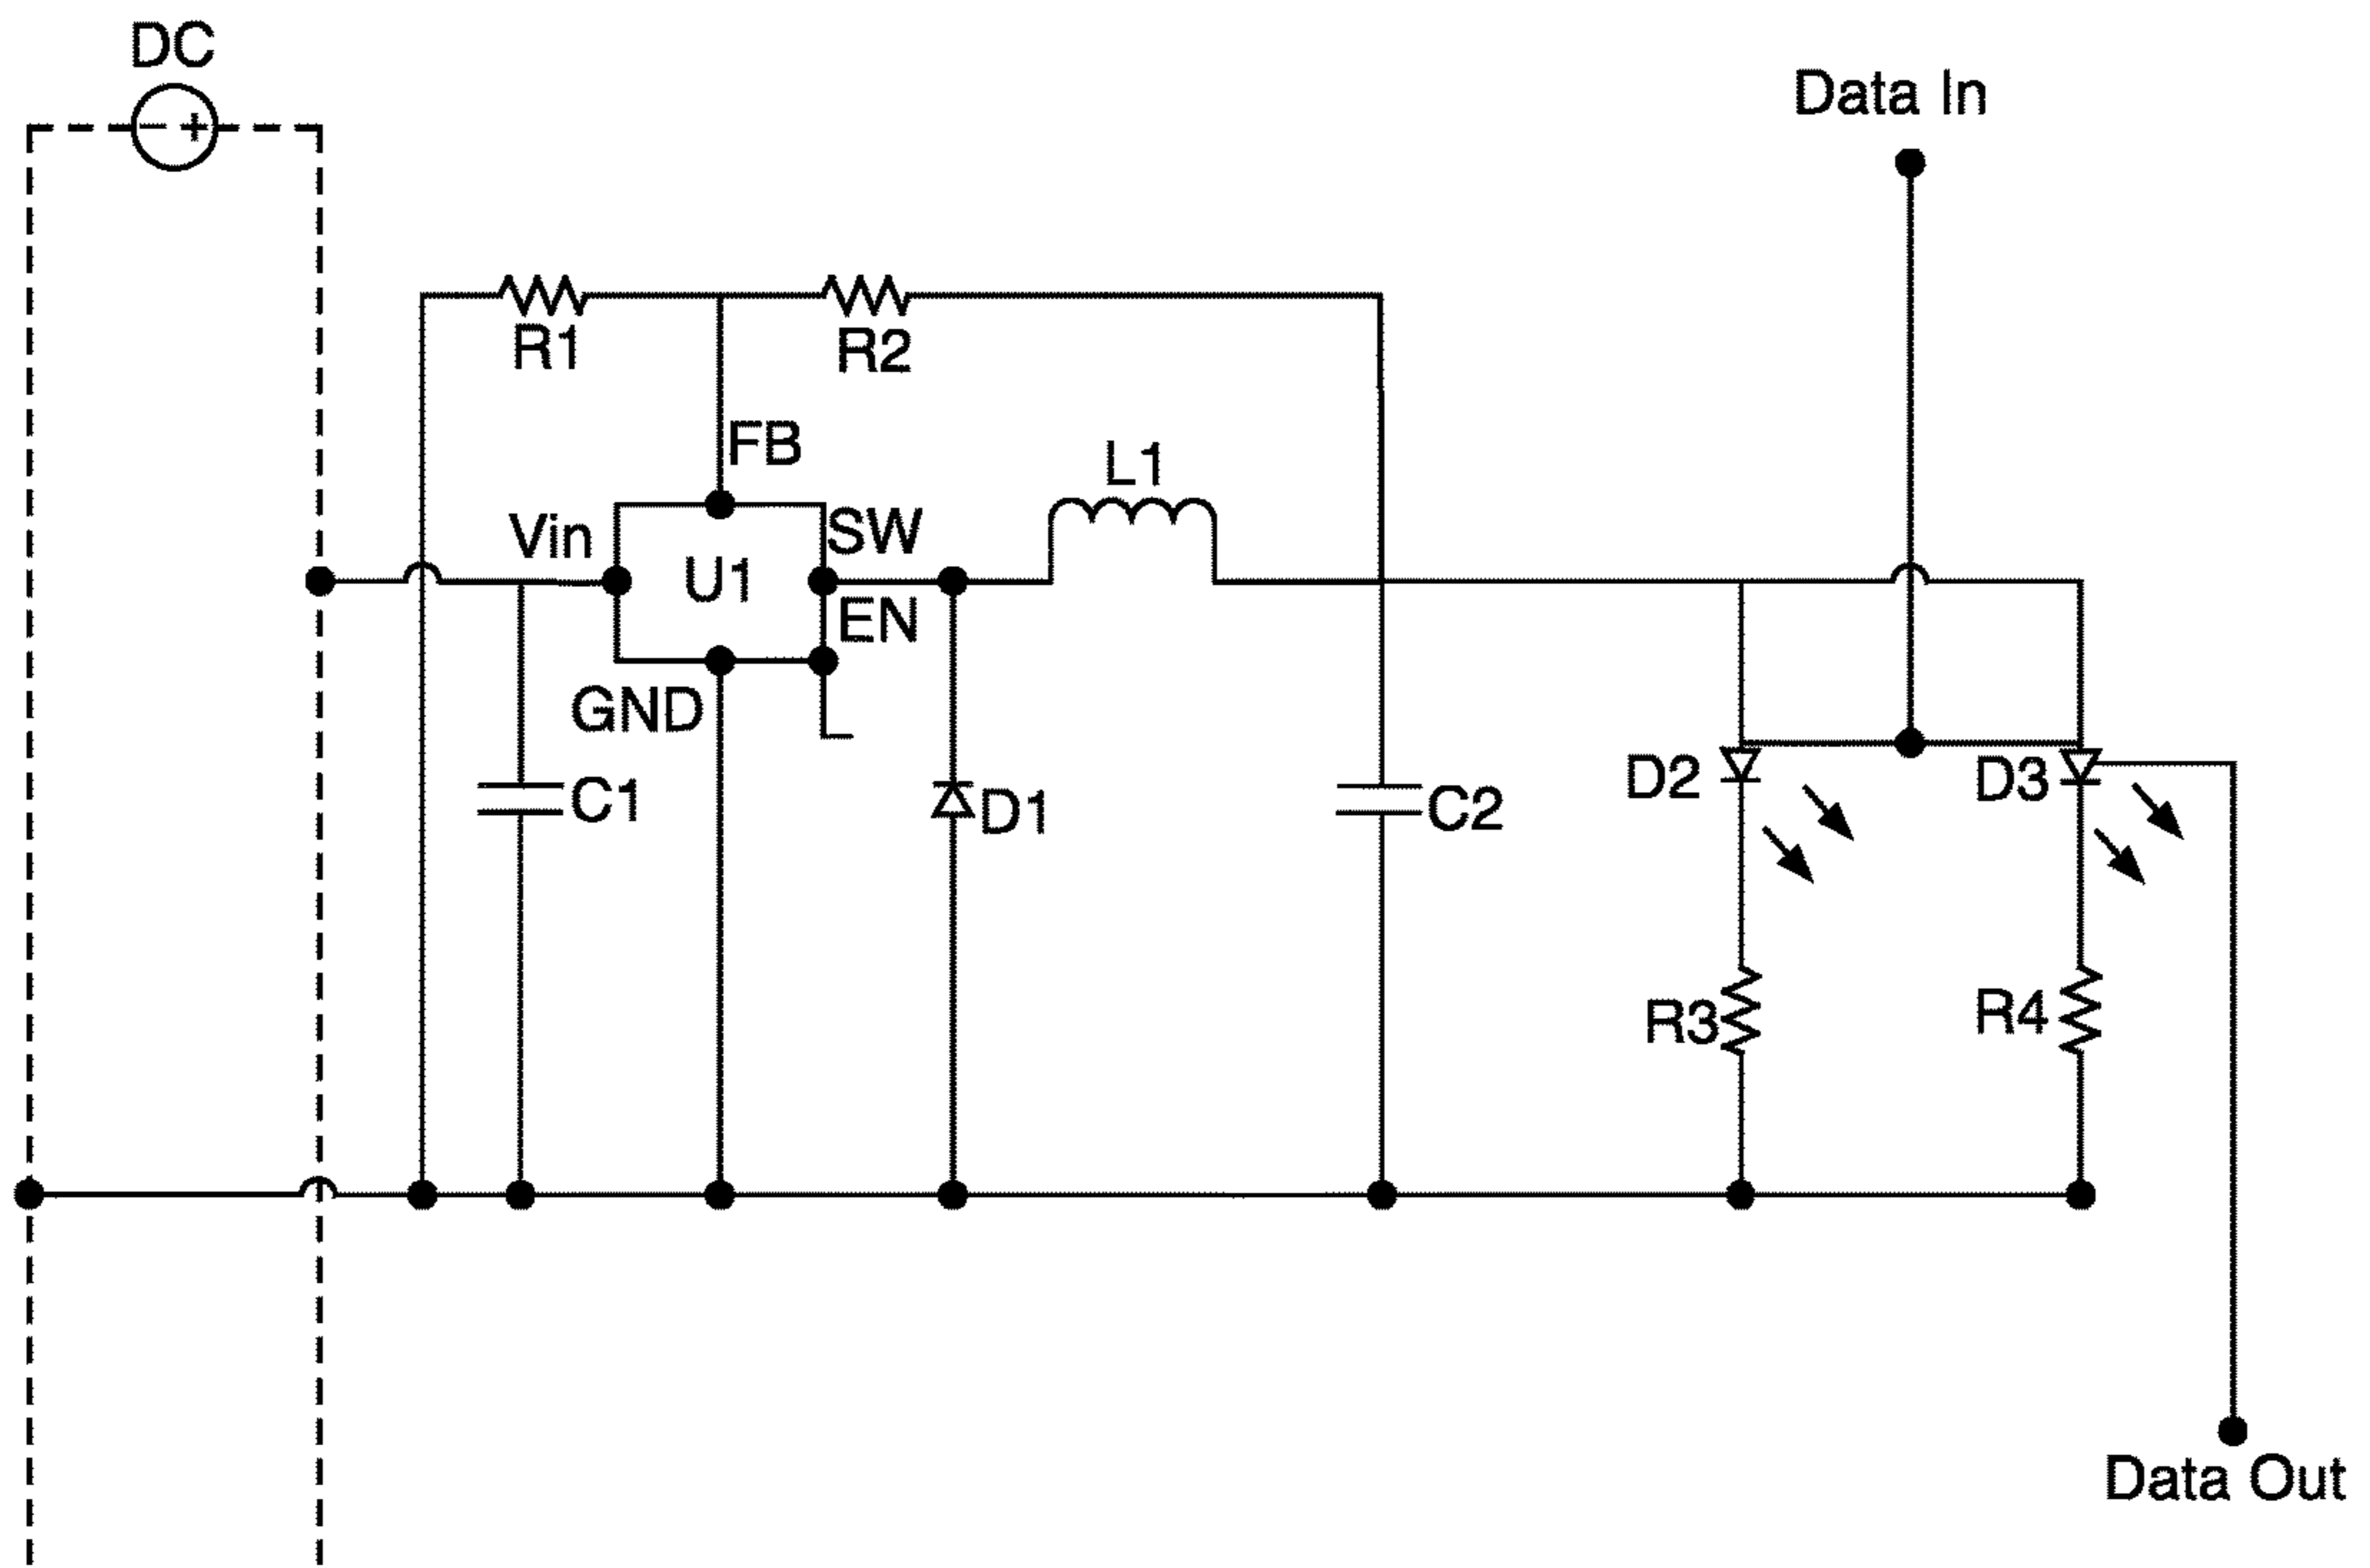 DC
Data In
R1
R2
FB
L1
Vin
SW
U1
EN
GND
D2
D3
C1
D1
C2
R3
R4
Data Out